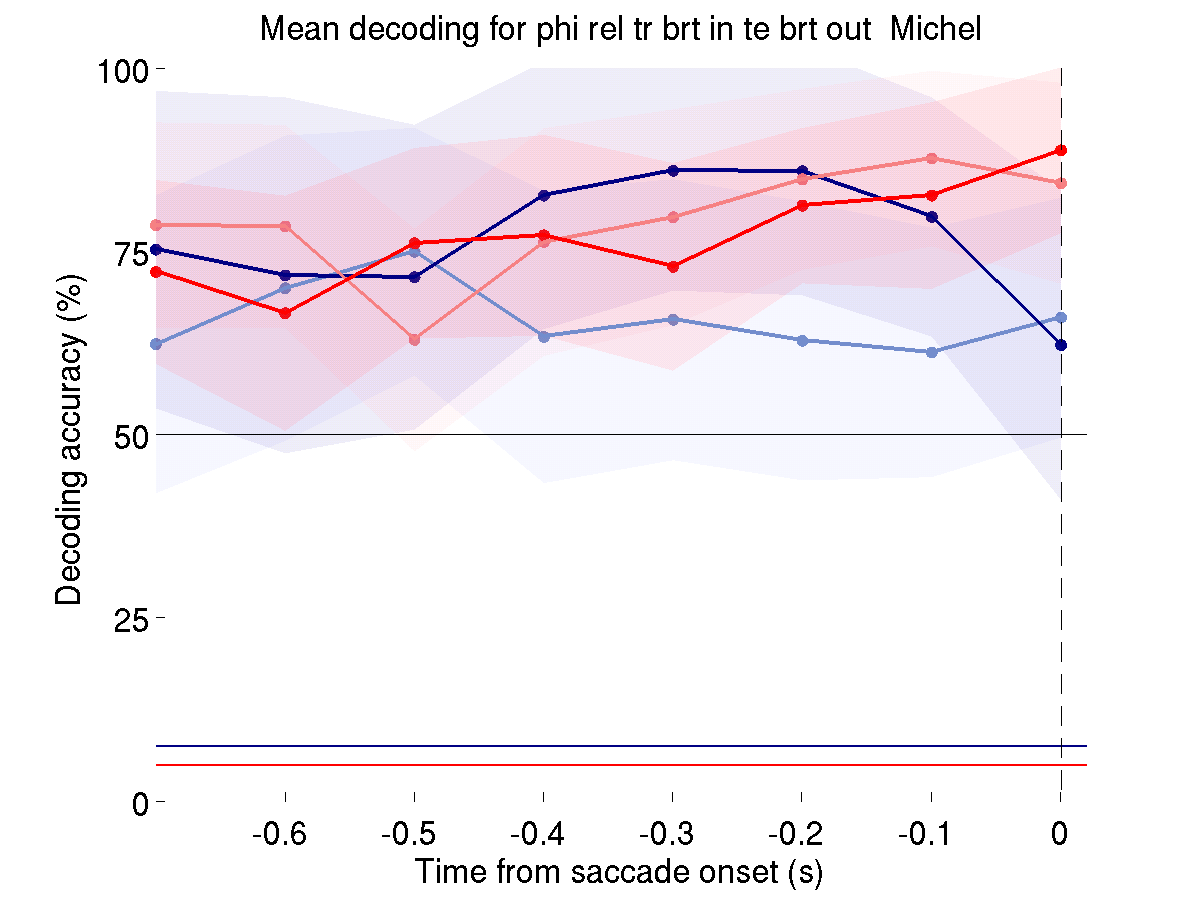 Mean decoding for phi rel tr brt in te brt out  Michel
100
75
50
25
0
Decoding accuracy (%)
-0.6 -0.5 -0.4 -0.3 -0.2 -0.1 0
Time from saccade onset (s)